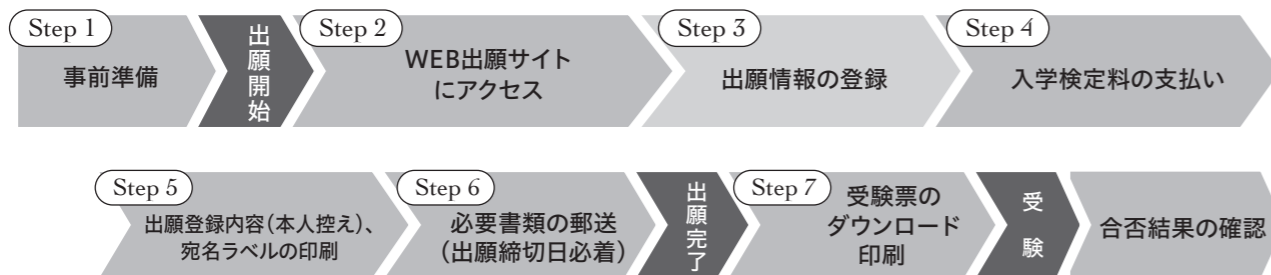 Step 1
事前準備
出願開始
Step 2
WEB出願サイト
にアクセス
Step 3
出願情報の登録
Step 4
入学検定料の支払い
Step 5
出願登録内容(本人控え)、
宛名ラベルの印刷
Step 6
必要書類の郵送
(出願締切日必着)
出願完了
Step 7
受験票の
ダウンロード
印刷
受験
合否結果の確認